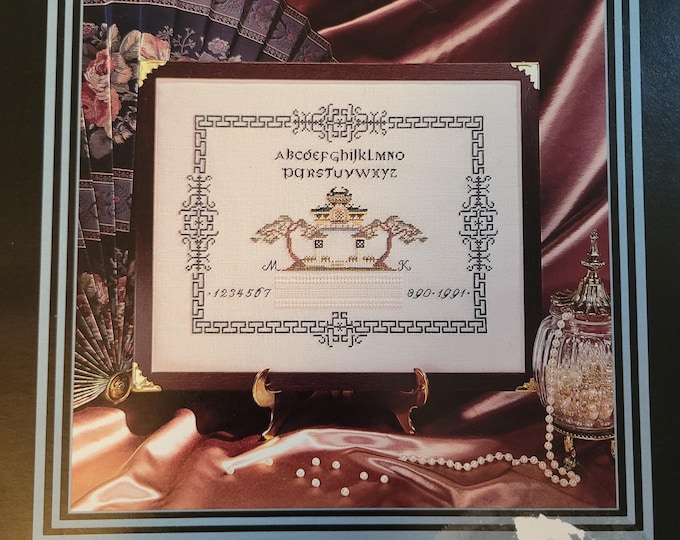 ABCDEFGHIJKLMNO
PQRSTUVWXYZ
M K
·1234567 890·1991·